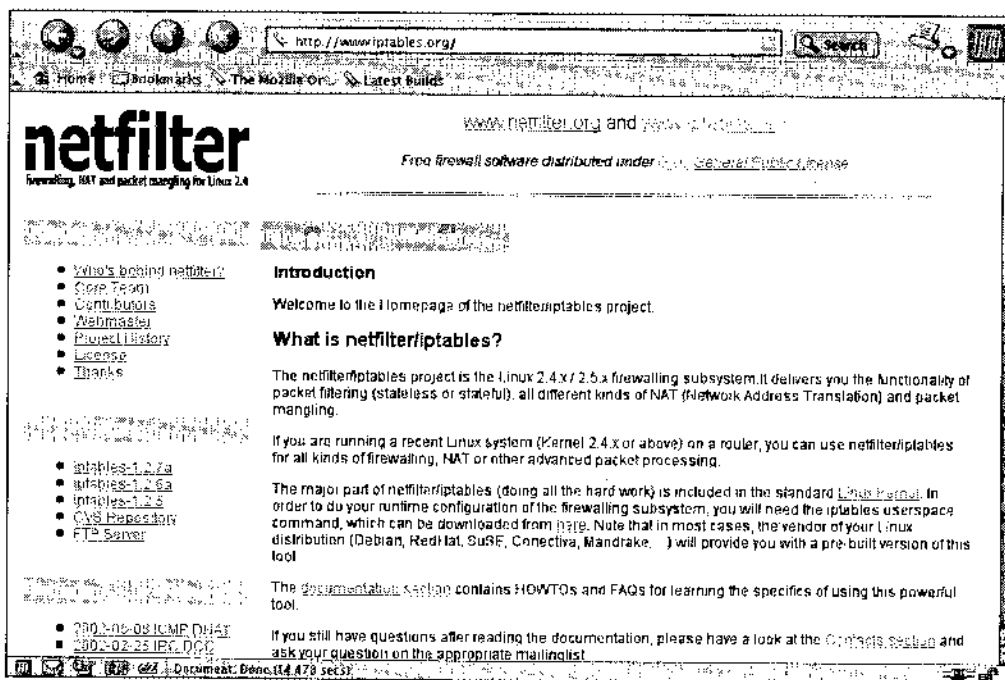 http://www.iptables.org/
Search
Home Bookmarks The Mozilla Or... Latest Builds
netfilter
firewalling, NAT and packet mangling for Linux 2.4
www.netfilter.org and
Free firewall software distributed under General Public License
Who's behind netfilter?
Core Team
Contributors
Webmaster
Project History
License
Thanks
iptables-1.2.7a
iptables-1.2.6a
iptables-1.2.5
CVS Repository
FTP Server
2002-02-25 IRC DCC
Introduction
Welcome to the Homepage of the netfilter/iptables project.
What is netfilter/iptables?
The netfilter/iptables project is the Linux 2.4.x / 2.5.x firewalling subsystem. It delivers you the functionality of
packet filtering (stateless or stateful), all different kinds of NAT (Network Address Translation) and packet
mangling.
If you are running a recent Linux system (Kernel 2.4.x or above) on a router, you can use netfilter/iptables
for all kinds of firewalling, NAT or other advanced packet processing.
The major part of netfilter/iptables (doing all the hard work) is included in the standard Linux Kernel. In
order to do your runtime configuration of the firewalling subsystem, you will need the iptables userspace
command, which can be downloaded from here. Note that in most cases, the vendor of your Linux
distribution (Debian, RedHat, SuSE, Conectiva, Mandrake, ) will provide you with a pre-built version of this
tool
The documentation section contains HOWTOs and FAQs for learning the specifics of using this powerful
tool.
If you still have questions after reading the documentation, please have a look at the Contacts section and
ask your question on the appropriate mailinglist
Document: Done (14.478 secs)